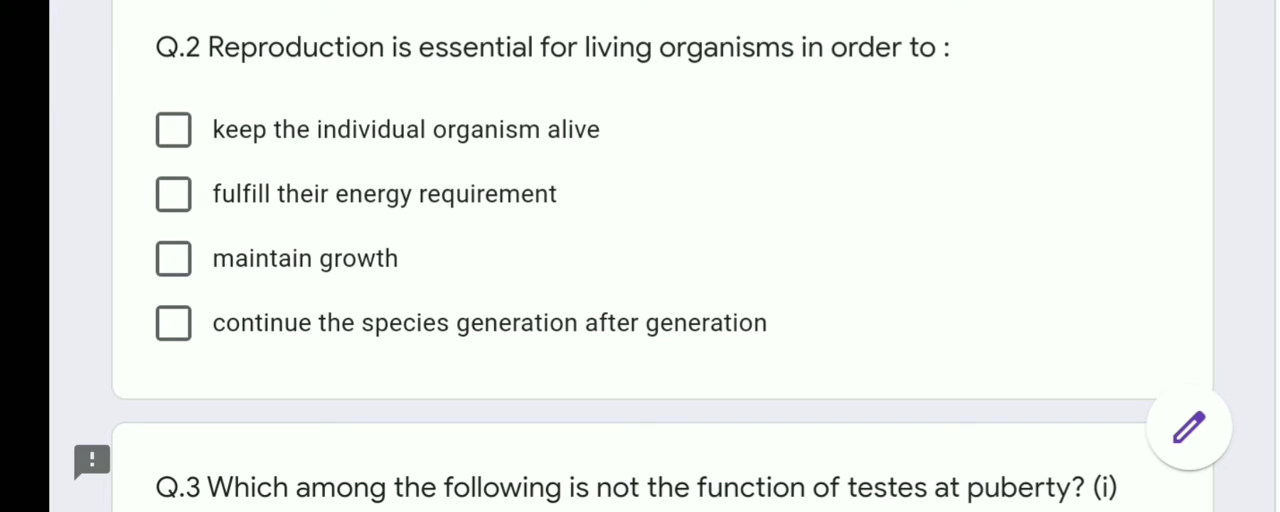 Q.2 Reproduction is essential for living organisms in order to :
keep the individual organism alive
fulfill their energy requirement
maintain growth
continue the species generation after generation
Q.3 Which among the following is not the function of testes at puberty? (i)